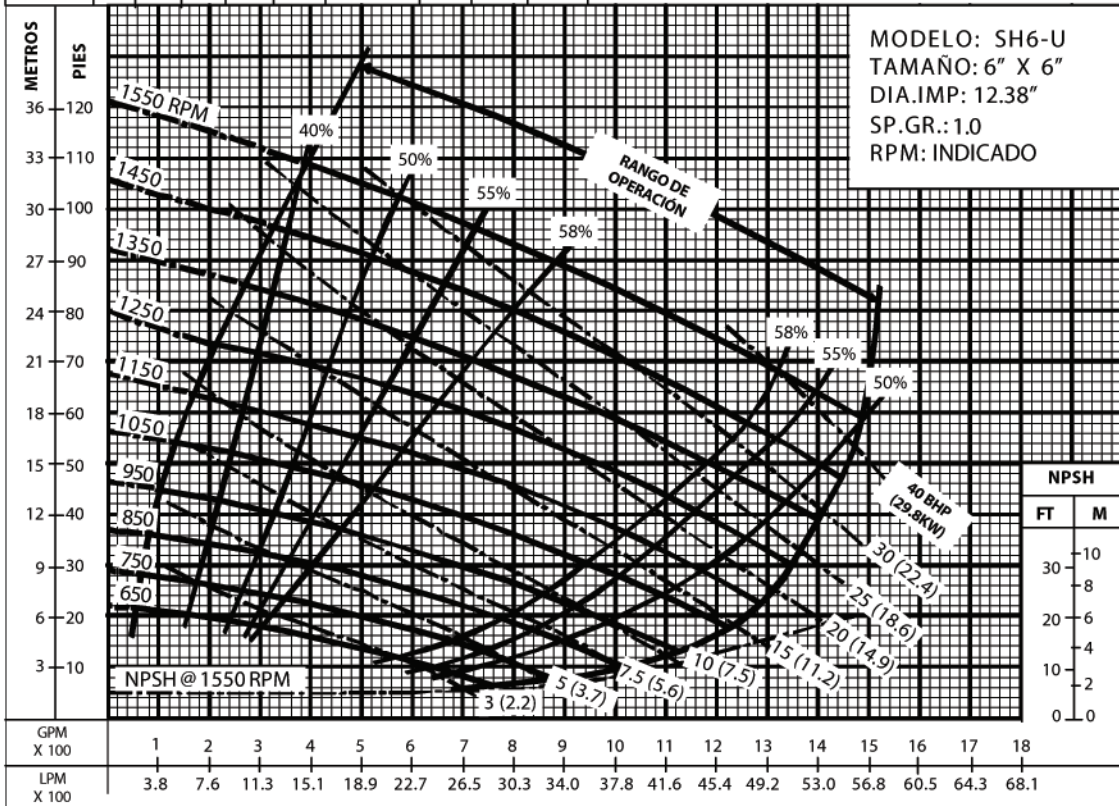 MODELO: SH6-U
TAMAÑO: 6" X 6"
DIA.IMP: 12.38"
SP.GR.: 1.0
RPM: INDICADO
METROS
PIES
36
120
33
110
30
100
27
90
24
80
21
70
18
60
15
50
12
40
9
30
6
20
3
10
1550 RPM
1450
1350
1250
1150
1050
950
850
750
650
40%
50%
55%
58%
RANGO DE
OPERACIÓN
58%
55%
50%
40 BHP
(29.8KW)
30 (22.4)
25 (18.6)
20 (14.9)
15 (11.2)
10 (7.5)
7.5 (5.6)
5 (3.7)
3 (2.2)
NPSH @ 1550 RPM
NPSH
FT M
10
30
8
20 6
4
10
2
0 0
GPM
X 100
1 2 3 4 5 6 7 8 9 10 11 12 13 14 15 16 17 18
LPM
X 100
3.8 7.6 11.3 15.1 18.9 22.7 26.5 30.3 34.0 37.8 41.6 45.4 49.2 53.0 56.8 60.5 64.3 68.1